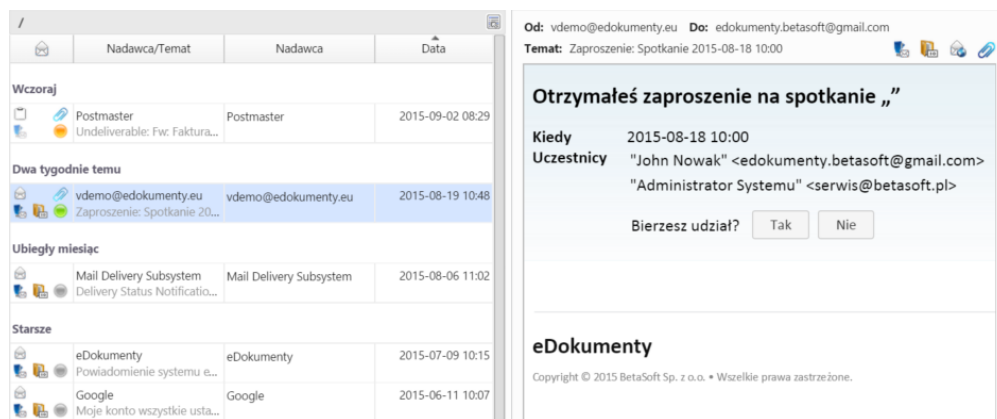 /
Nadawca/Temat Nadawca Data
Wczoraj
Postmaster Postmaster 2015-09-02 08:29
Undeliverable: Fw: Faktura...
Dwa tygodnie temu
vdemo@edokumenty.eu vdemo@edokumenty.eu 2015-08-19 10:48
Zaproszenie: Spotkanie 20...
Ubiegły miesiąc
Mail Delivery Subsystem Mail Delivery Subsystem 2015-08-06 11:02
Delivery Status Notificatio...
Starsze
eDokumenty eDokumenty 2015-07-09 10:15
Powiadomienie systemu e...
Google Google 2015-06-11 10:07
Moje konto wszystkie usta...
Od: vdemo@edokumenty.eu Do: edokumenty.betasoft@gmail.com
Temat: Zaproszenie: Spotkanie 2015-08-18 10:00
Otrzymałeś zaproszenie na spotkanie „”
Kiedy 2015-08-18 10:00
Uczestnicy "John Nowak" <edokumenty.betasoft@gmail.com>
"Administrator Systemu" <serwis@betasoft.pl>
Bierzesz udział? Tak Nie
eDokumenty
Copyright © 2015 BetaSoft Sp. z o.o. • Wszelkie prawa zastrzeżone.